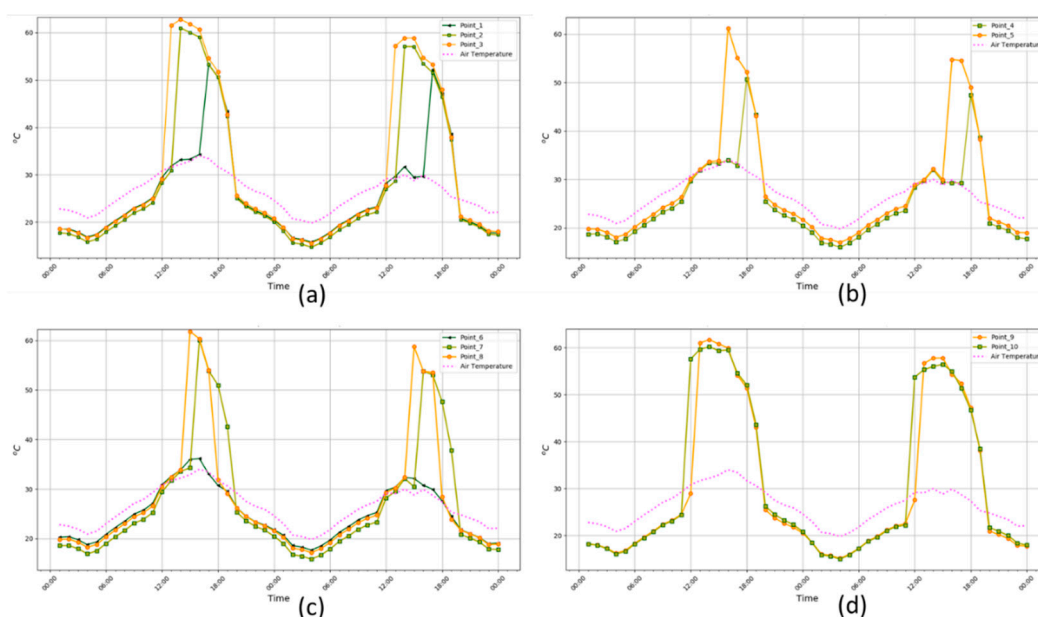 Point_1
Point_2
Point_3
Air Temperature
60
50
40
30
20
°C
00:00
06:00
12:00
18:00
00:00
06:00
12:00
18:00
00:00
Time
(a)
Point_4
Point_5
Air Temperature
60
50
40
30
20
°C
00:00
06:00
12:00
18:00
00:00
06:00
12:00
18:00
00:00
Time
(b)
Point_6
Point_7
Point_8
Air Temperature
60
50
40
30
20
°C
00:00
06:00
12:00
18:00
00:00
06:00
12:00
18:00
00:00
Time
(c)
Point_9
Point_10
Air Temperature
60
50
40
30
20
°C
00:00
06:00
12:00
18:00
00:00
06:00
12:00
18:00
00:00
Time
(d)